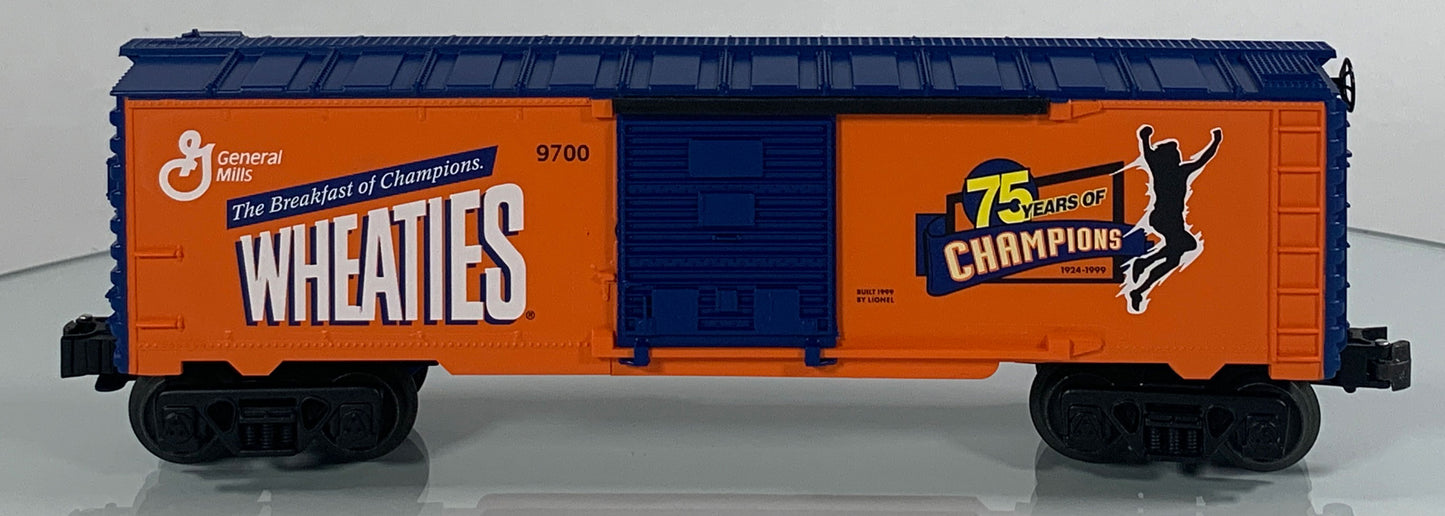 General
Mills
The Breakfast of Champions.
WHEATIES®
9700
75
YEARS OF
CHAMPIONS
1924-1999
BUILT 1999
BY LIONEL